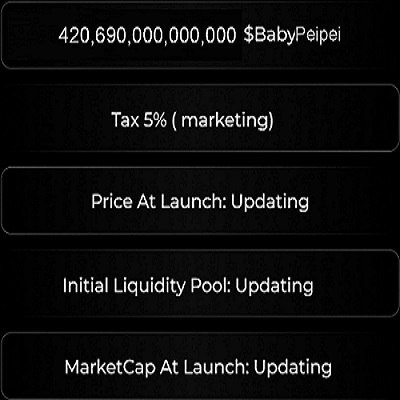 420,690,000,000,000 $BabyPeipei
Tax 5% ( marketing)
Price At Launch: Updating
Initial Liquidity Pool: Updating
MarketCap At Launch: Updating